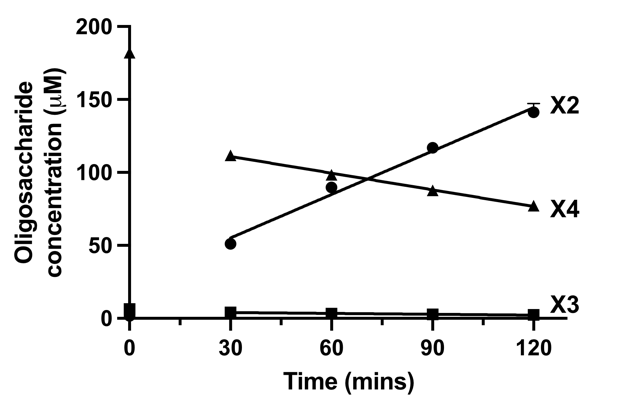 200
150
100
50
0
Oligosaccharide
concentration (μM)
X2
X4
X3
0 30 60 90 120
Time (mins)